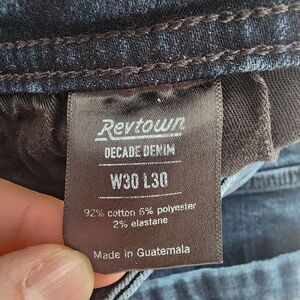 Revtown
DECADE DENIM
W30 L30
92% cotton 6% polyester
2% elastane
Made in Guatemala